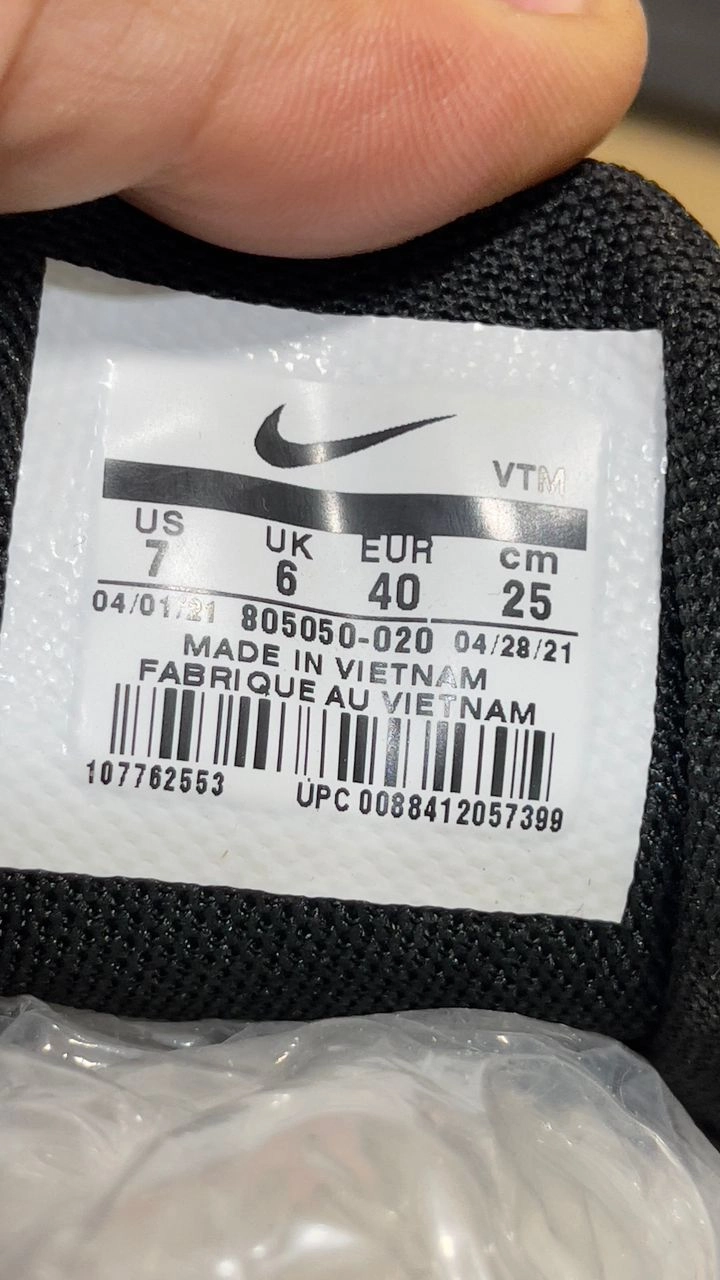 VTM
US UK EUR cm
7 6 40 25
04/01/21 805050-020 04/28/21
MADE IN VIETNAM
FABRIQUE AU VIETNAM
107762553 UPC 0088412057399